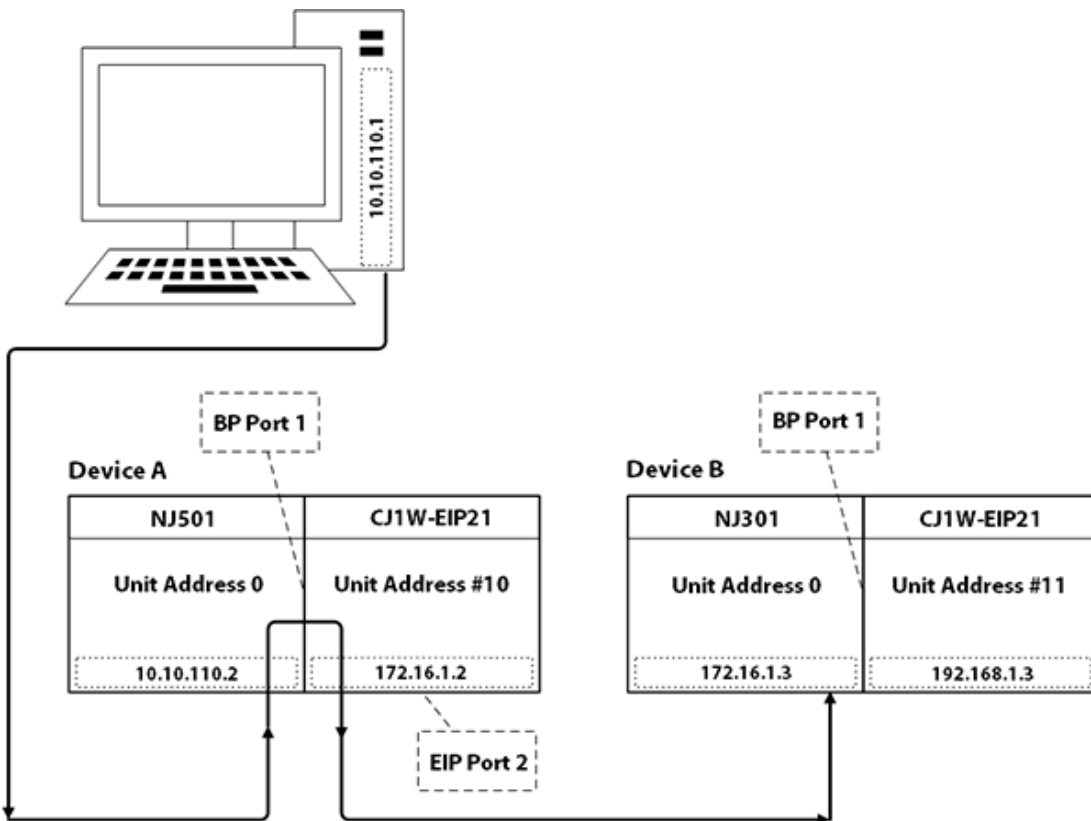 10.10.110.1
BP Port 1
BP Port 1
Device A
Device B
NJ501
CJ1W-EIP21
NJ301
CJ1W-EIP21
Unit Address 0
Unit Address #10
Unit Address 0
Unit Address #11
10.10.110.2
172.16.1.2
172.16.1.3
192.168.1.3
EIP Port 2